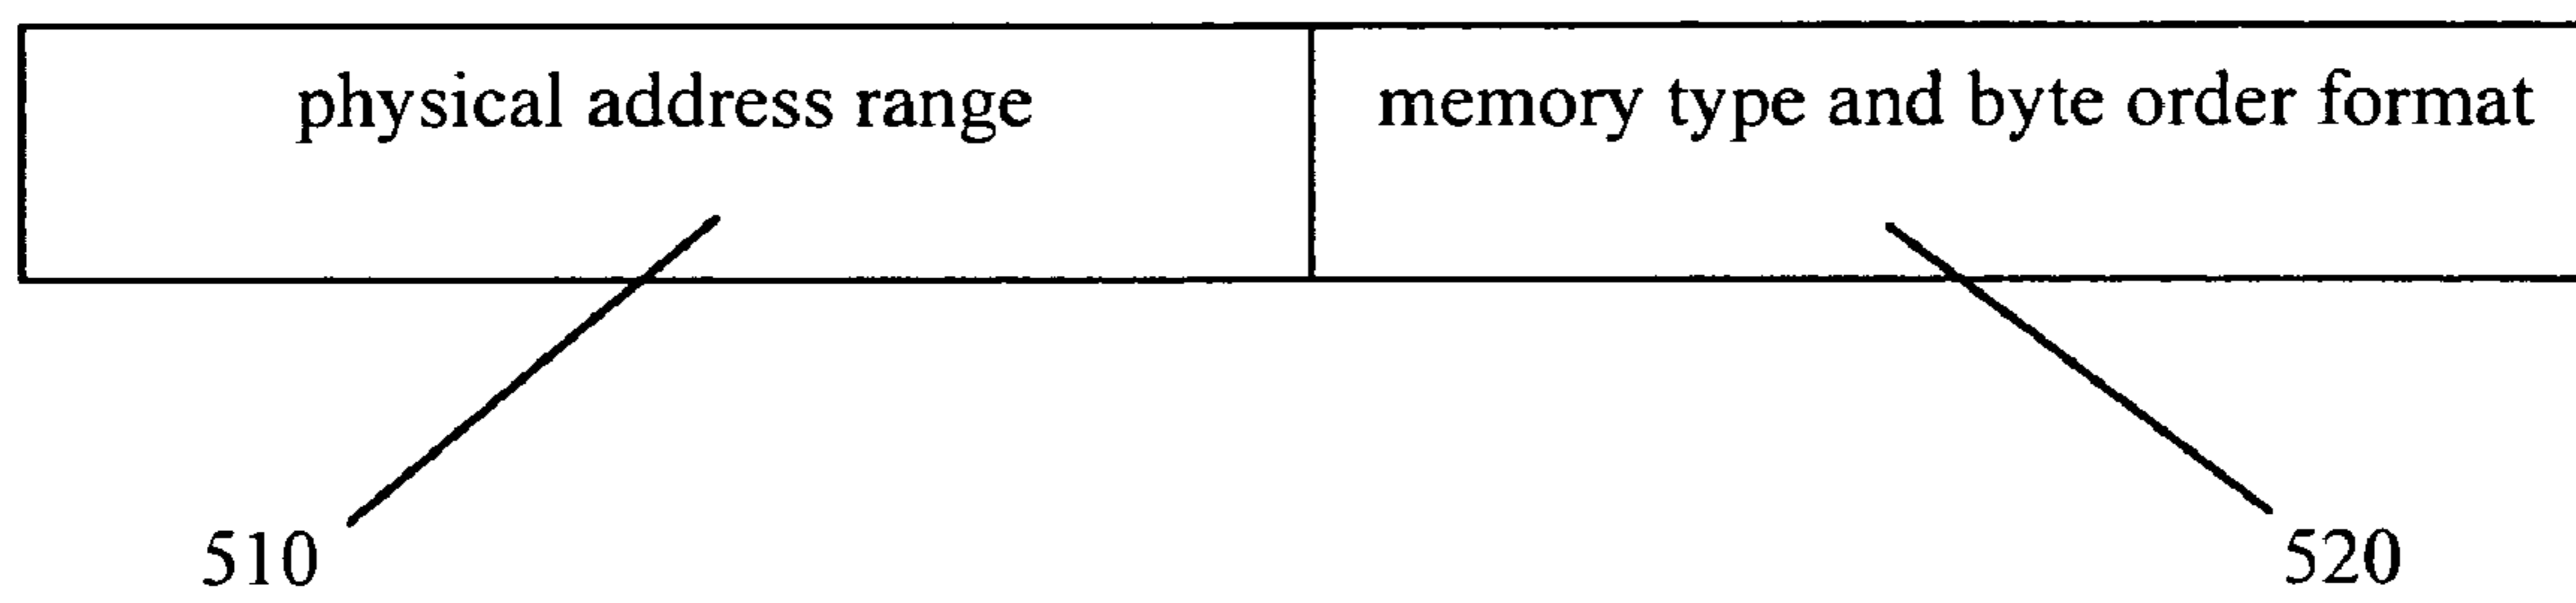 physical address range
memory type and byte order format
510
520